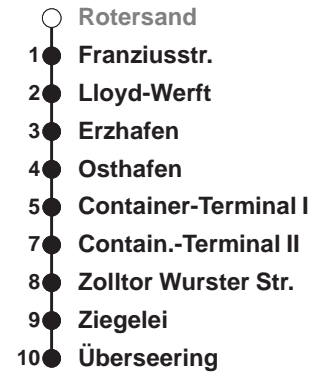 Rotersand
1 Franziusstr.
2 Lloyd-Werft
3 Erzhafen
4 Osthafen
5 Container-Terminal I
7 Contain.-Terminal II
8 Zolltor Wurster Str.
9 Ziegelei
10 Überseering